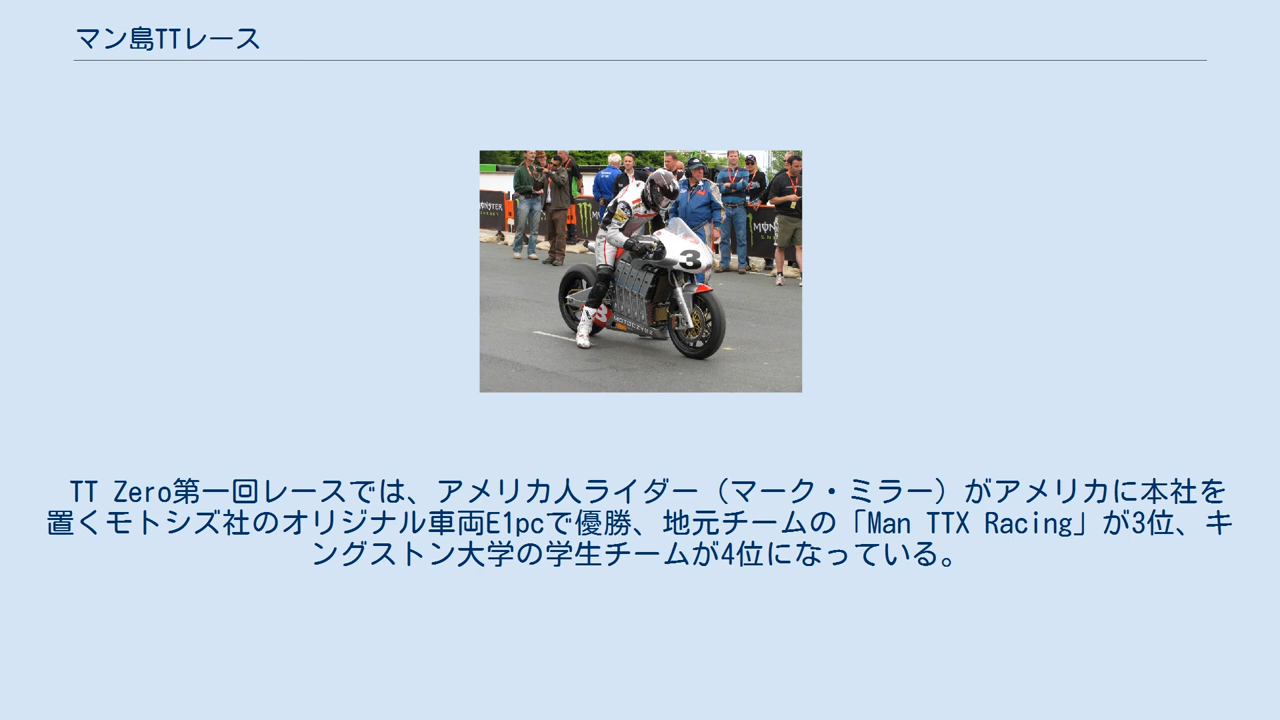 マン島TTレース
MONSTER
ENERGY
3
MOTOCZYSZ
TT Zero第一回レースでは、アメリカ人ライダー（マーク・ミラー）がアメリカに本社を
置くモトシズ社のオリジナル車両E1pcで優勝、地元チームの「Man TTX Racing」が3位、キ
ングストン大学の学生チームが4位になっている。